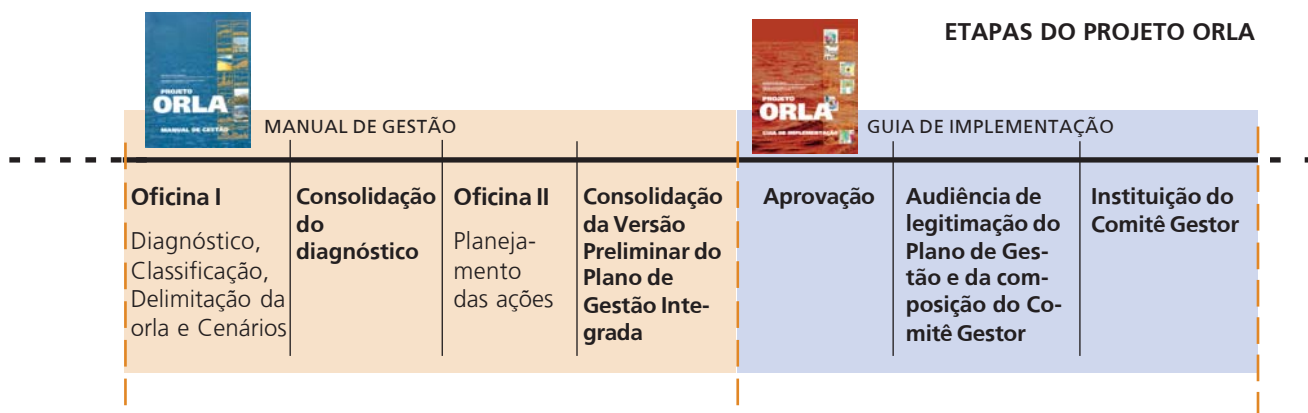 ETAPAS DO PROJETO ORLA
PROJETO
ORLA
MANUAL DE GESTÃO
MANUAL DE GESTÃO
PROJETO
ORLA
GUIA DE IMPLEMENTAÇÃO
GUIA DE IMPLEMENTAÇÃO
Oficina I
Diagnóstico,
Classificação,
Delimitação da
orla e Cenários
Consolidação
do
diagnóstico
Oficina II
Planeja-
mento
das ações
Consolidação
da Versão
Preliminar do
Plano de
Gestão Inte-
grada
Aprovação
Audiência de
legitimação do
Plano de Ges-
tão e da com-
posição do Co-
mitê Gestor
Instituição do
Comitê Gestor